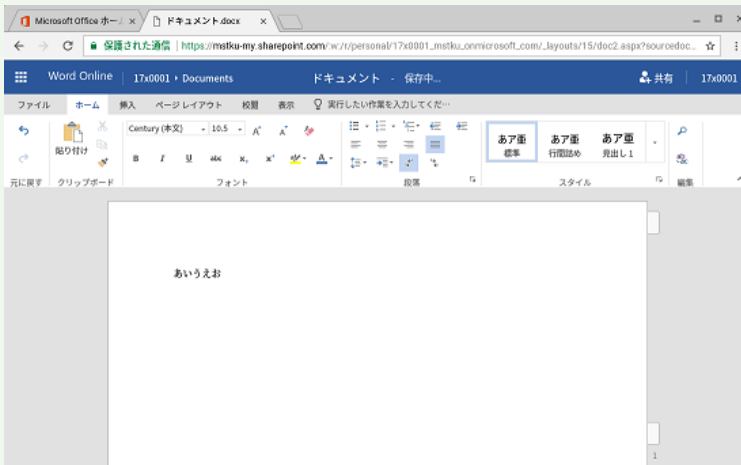 Microsoft Office ホーム
ドキュメント.docx
保護された通信 | https://mstku-my.sharepoint.com/:w:/r/personal/17x0001_mstku_onmicrosoft_com/_layouts/15/doc2.aspx?sourcedoc...
Word Online 17x0001 ▸ Documents ドキュメント - 保存中... 共有 17x0001
ファイル ホーム 挿入 ページ レイアウト 校閲 表示 実行したい作業を入力してくだ…
貼り付け Century (本文) 10.5 あア亜 標準 あア亜 行間詰め あア亜 見出し 1
B I U abc x₂ x² A
元に戻す クリップボード フォント 段落 スタイル 編集
あいうえお
1